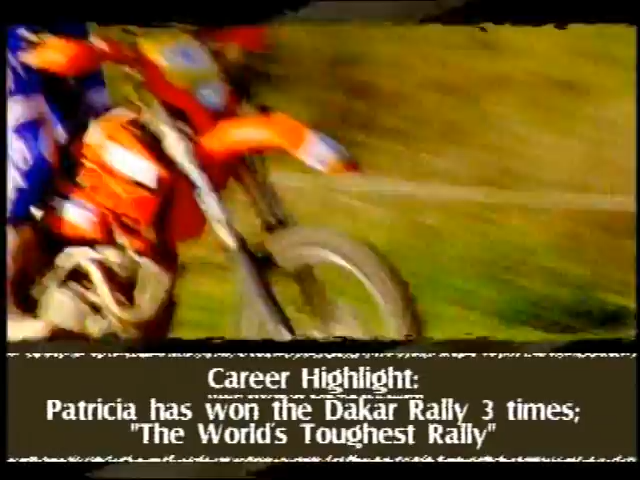 Career Highlight:
Patricia has won the Dakar Rally 3 times;
"The World's Toughest Rally"